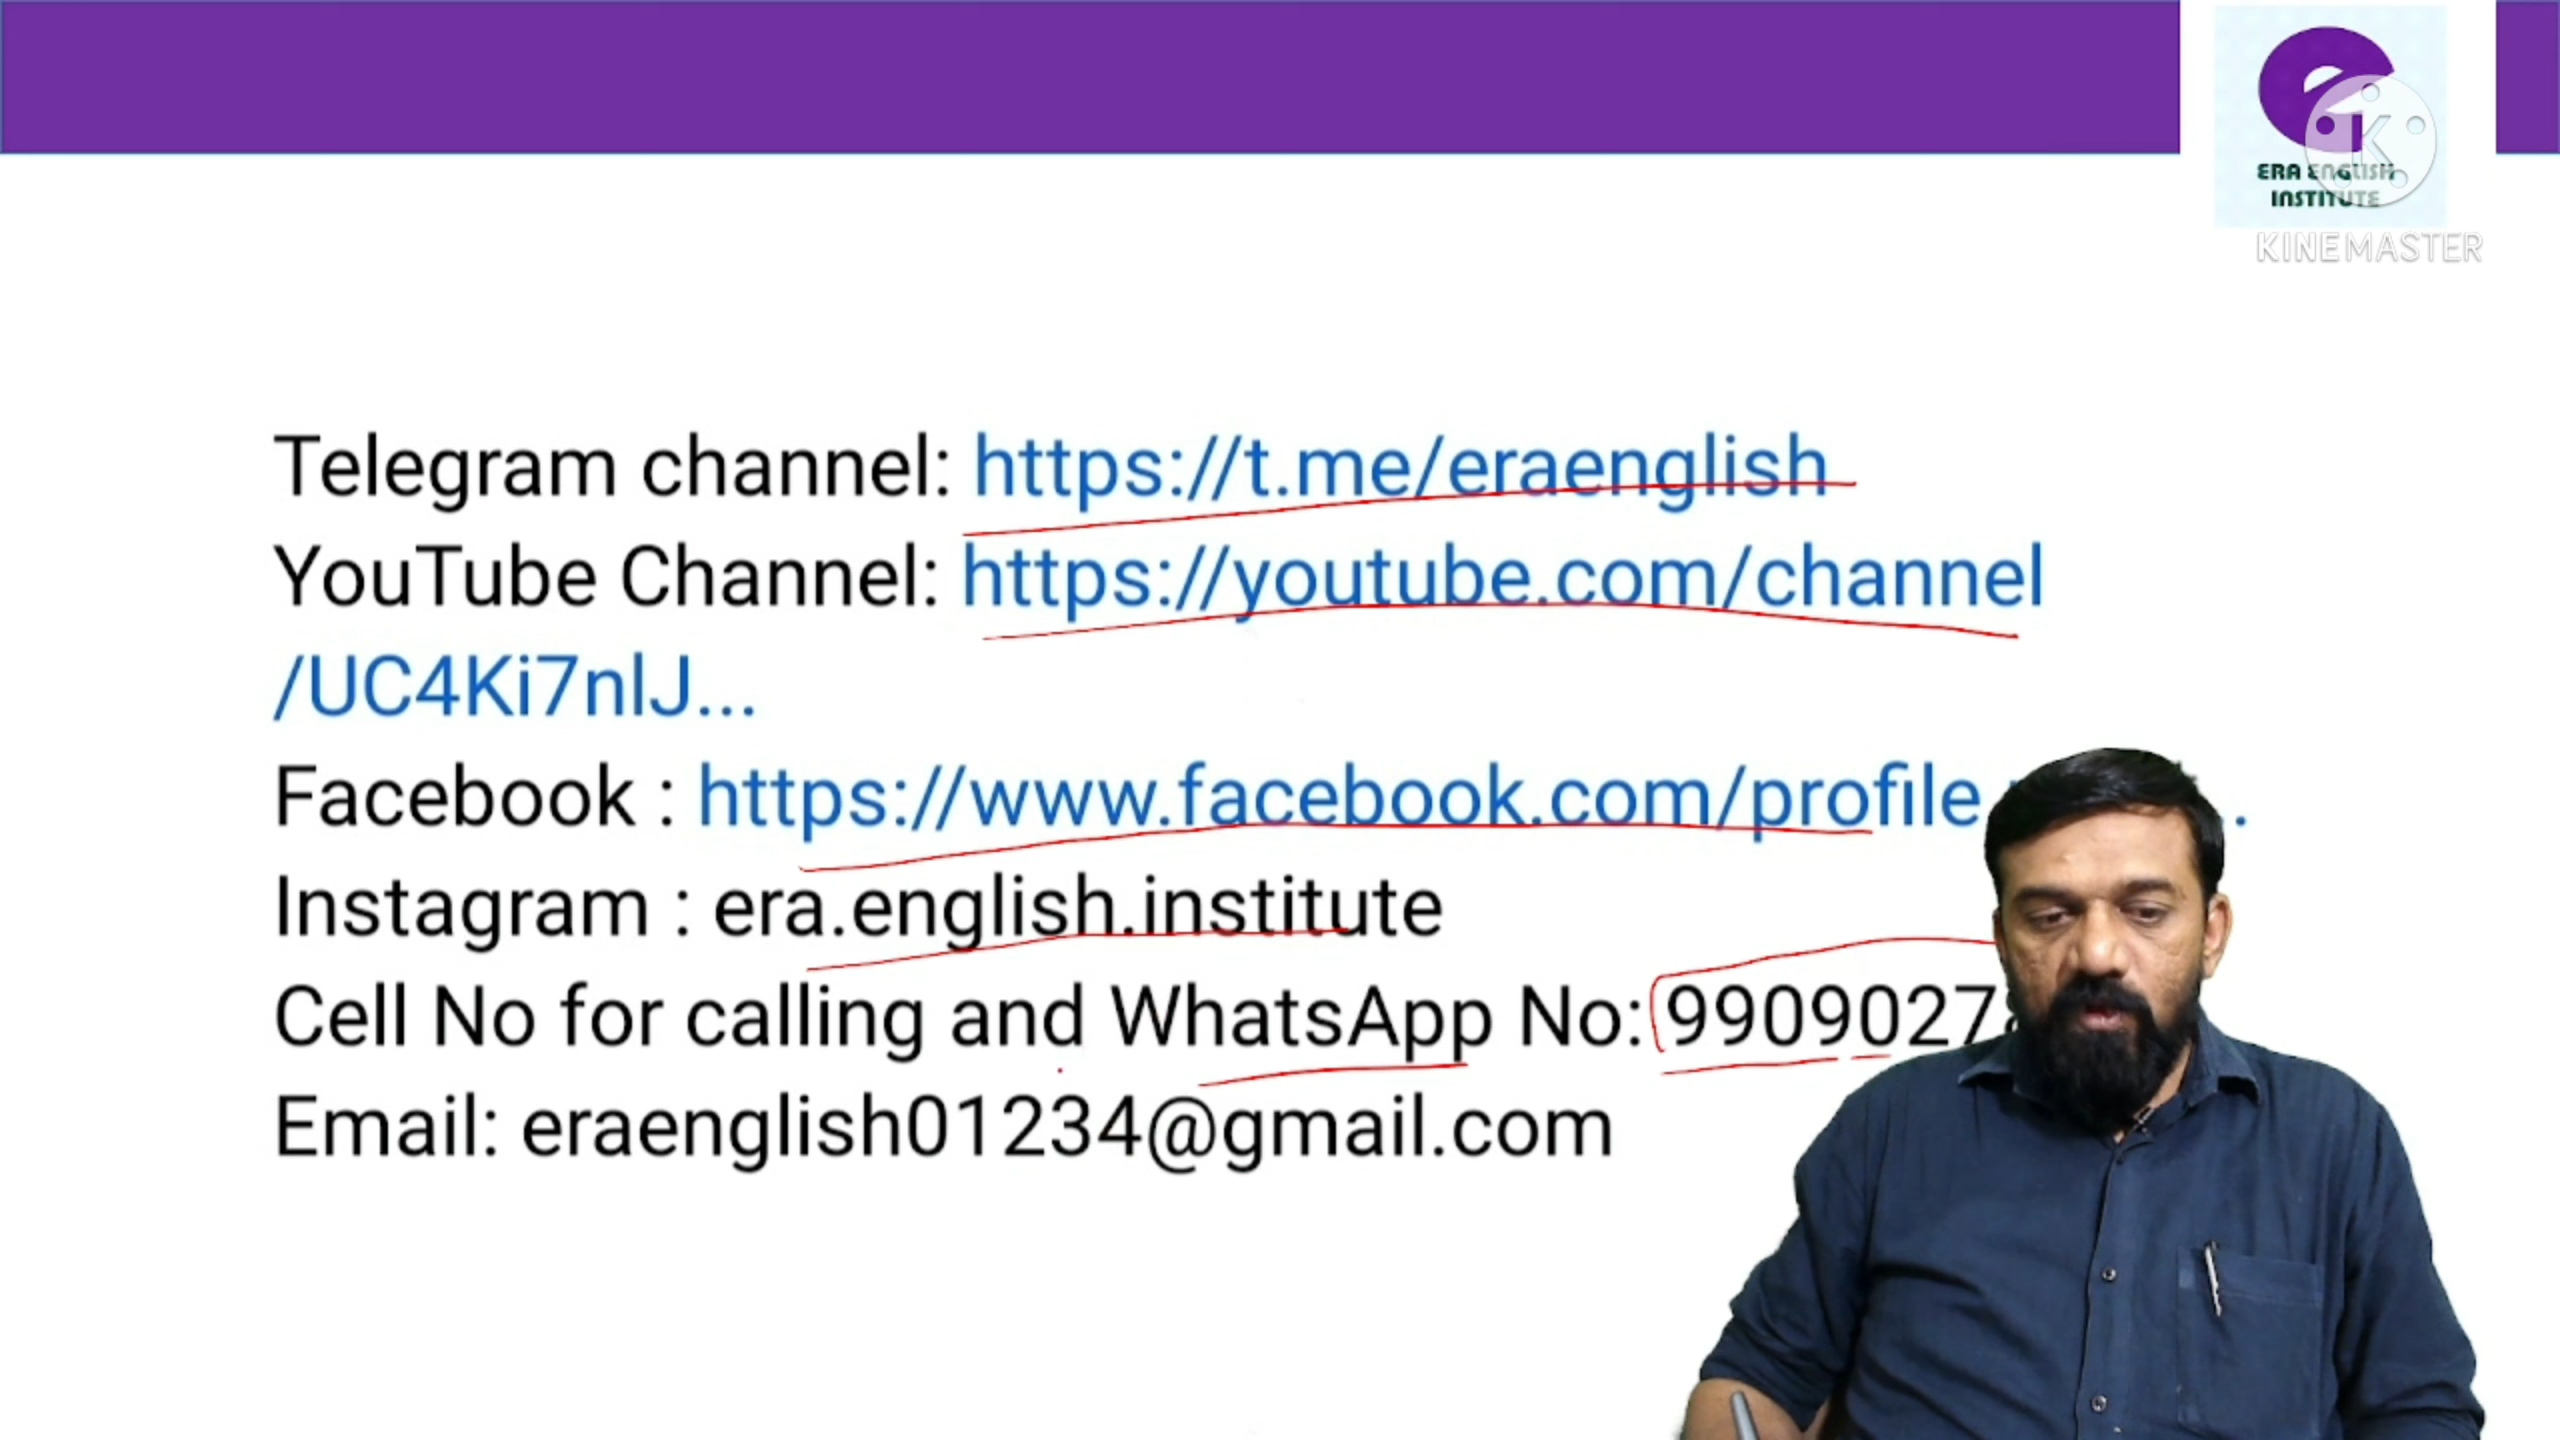 ERA ENGLISH
INSTITUTE
KINEMASTER
Telegram channel: https://t.me/eraenglish
YouTube Channel: https://youtube.com/channel
/UC4Ki7nlJ...
Facebook : https://www.facebook.com/profile
Instagram : era.english.institute
Cell No for calling and WhatsApp No: 9909027
Email: eraenglish01234@gmail.com